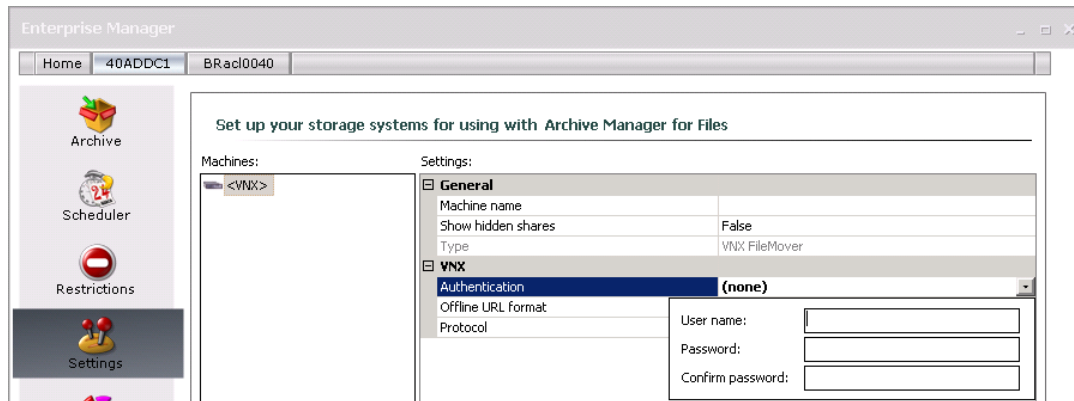 Enterprise Manager
Home 40ADDC1 BRacl0040
Archive
Scheduler
Restrictions
Settings
Set up your storage systems for using with Archive Manager for Files
Machines:
<VNX>
Settings:
General
Machine name
Show hidden shares False
Type VNX FileMover
VNX
Authentication (none)
Offline URL format
Protocol
User name:
Password:
Confirm password: